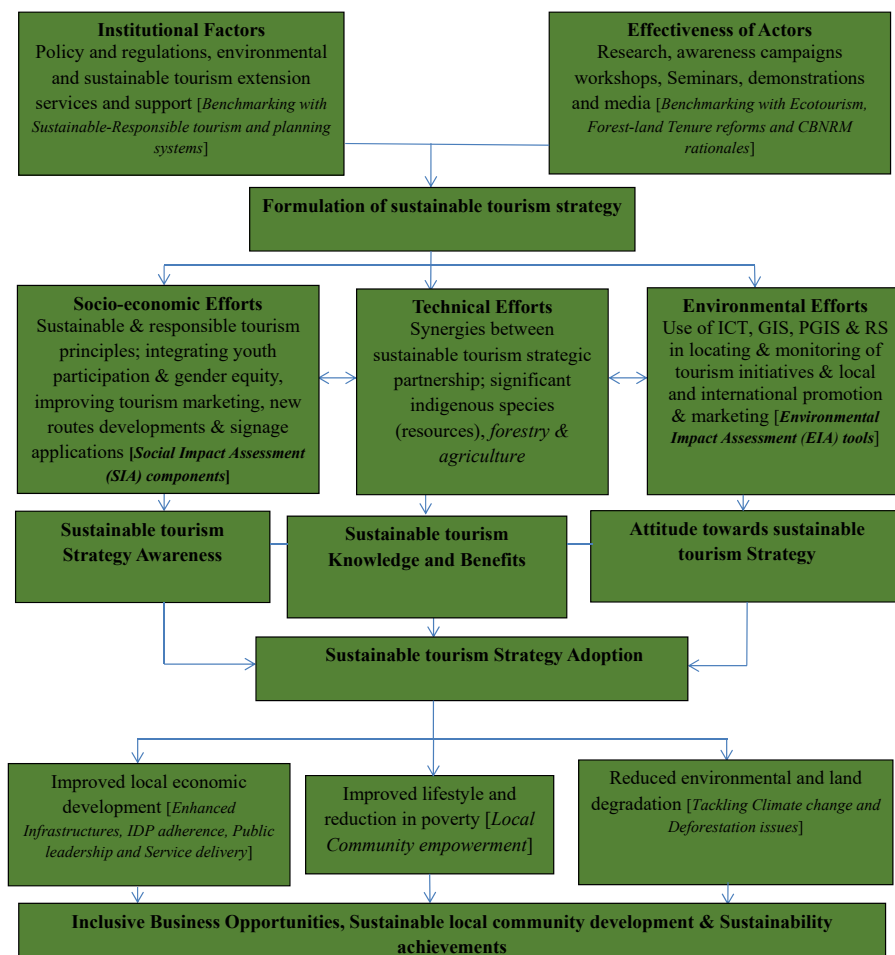 Institutional Factors
Policy and regulations, environmental
and sustainable tourism extension
services and support [Benchmarking with
Sustainable-Responsible tourism and planning
systems]
Effectiveness of Actors
Research, awareness campaigns
workshops, Seminars, demonstrations
and media [Benchmarking with Ecotourism,
Forest-land Tenure reforms and CBNRM
rationales]
Formulation of sustainable tourism strategy
Socio-economic Efforts
Sustainable & responsible tourism
principles; integrating youth
participation & gender equity,
improving tourism marketing, new
routes developments & signage
applications [Social Impact Assessment
(SIA) components]
Technical Efforts
Synergies between
sustainable tourism strategic
partnership; significant
indigenous species
(resources), forestry &
agriculture
Environmental Efforts
Use of ICT, GIS, PGIS & RS
in locating & monitoring of
tourism initiatives & local
and international promotion
& marketing [Environmental
Impact Assessment (EIA) tools]
Sustainable tourism
Strategy Awareness
Sustainable tourism
Knowledge and Benefits
Attitude towards sustainable
tourism Strategy
Sustainable tourism Strategy Adoption
Improved local economic
development [Enhanced
Infrastructures, IDP adherence, Public
leadership and Service delivery]
Improved lifestyle and
reduction in poverty [Local
Community empowerment]
Reduced environmental and land
degradation [Tackling Climate change and
Deforestation issues]
Inclusive Business Opportunities, Sustainable local community development & Sustainability
achievements